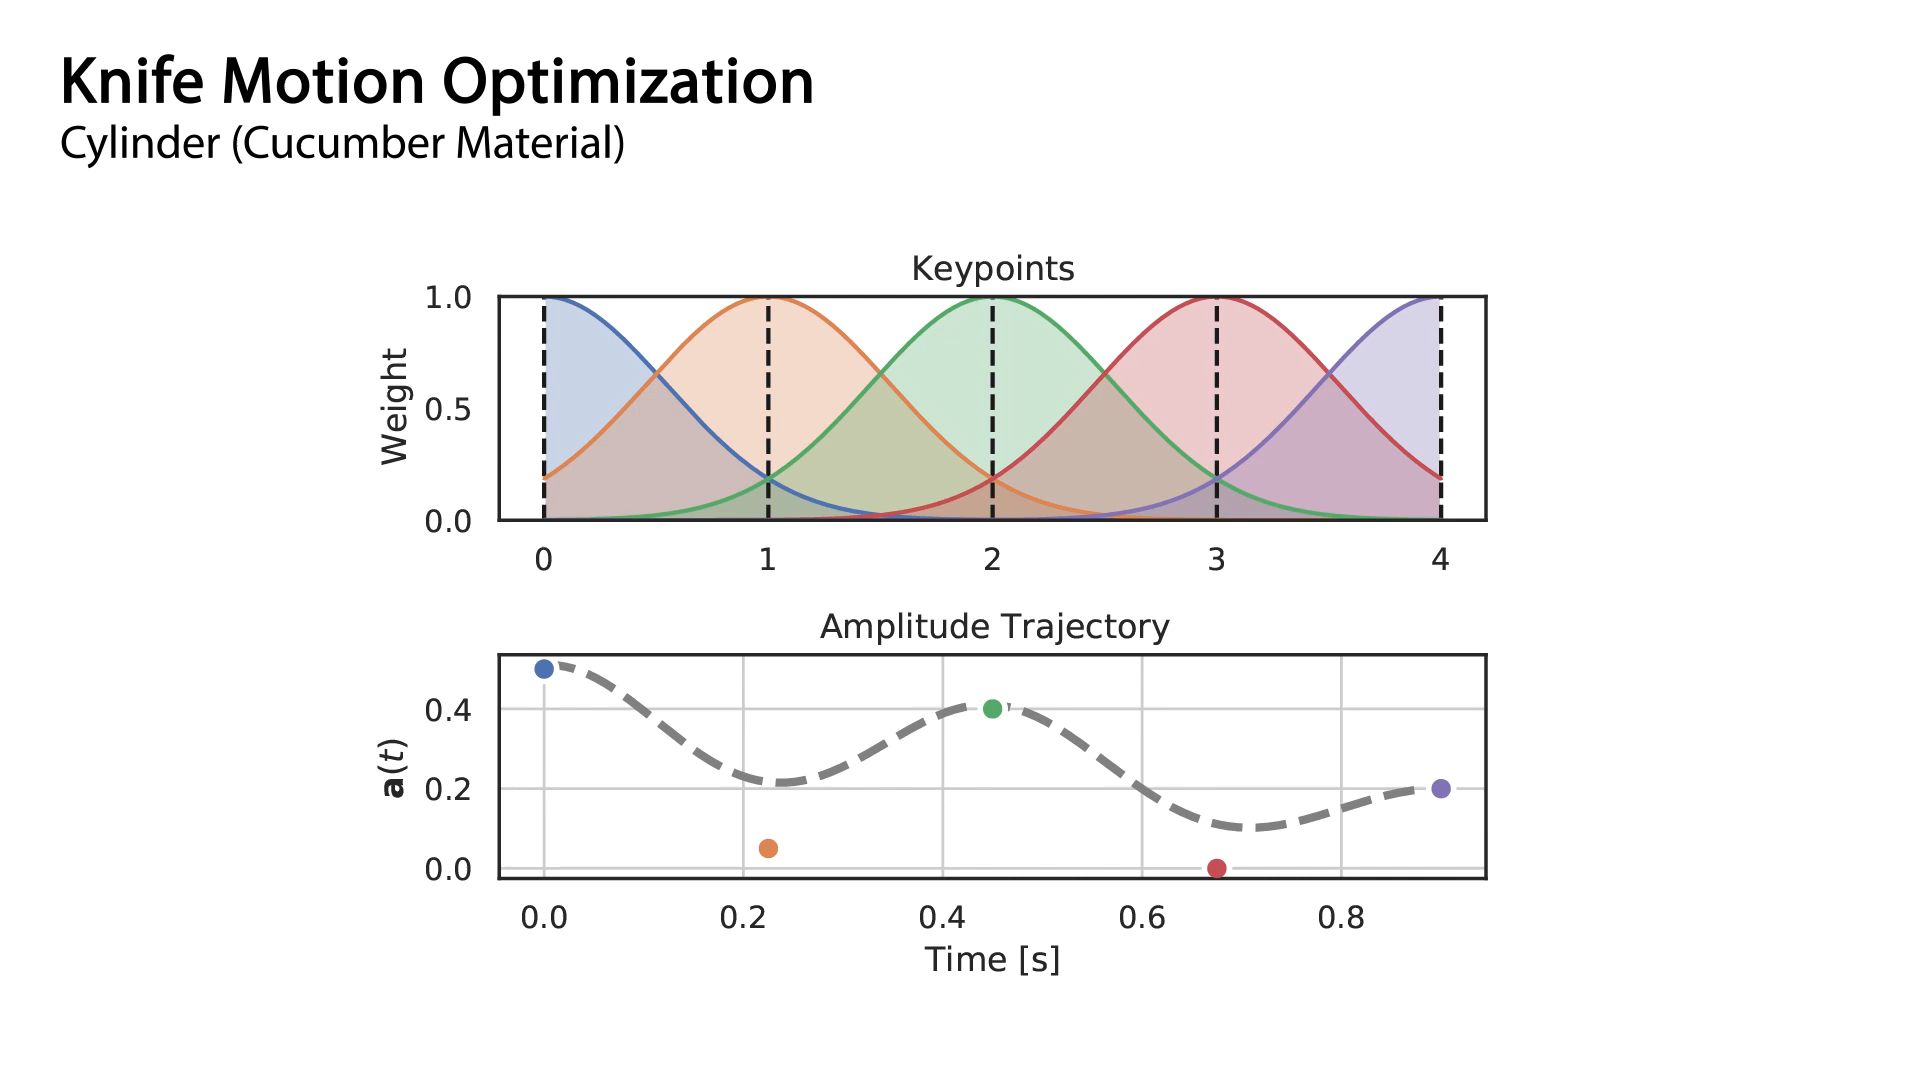 Knife Motion Optimization
Cylinder (Cucumber Material)
Keypoints
1.0
0.5
0.0
Weight
0 1 2 3 4
Amplitude Trajectory
0.4
0.2
0.0
a(t)
0.0 0.2 0.4 0.6 0.8
Time [s]